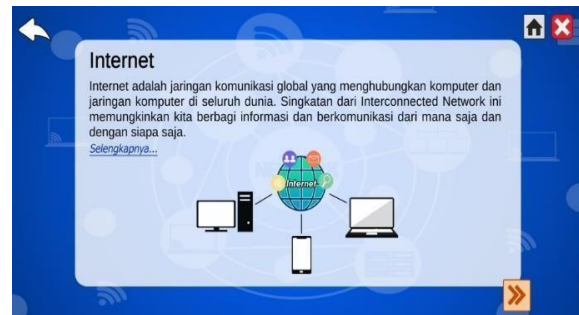 Internet
Internet adalah jaringan komunikasi global yang menghubungkan komputer dan
jaringan komputer di seluruh dunia. Singkatan dari Interconnected Network ini
memungkinkan kita berbagi informasi dan berkomunikasi dari mana saja dan
dengan siapa saja.
Selengkapnya...
Internet